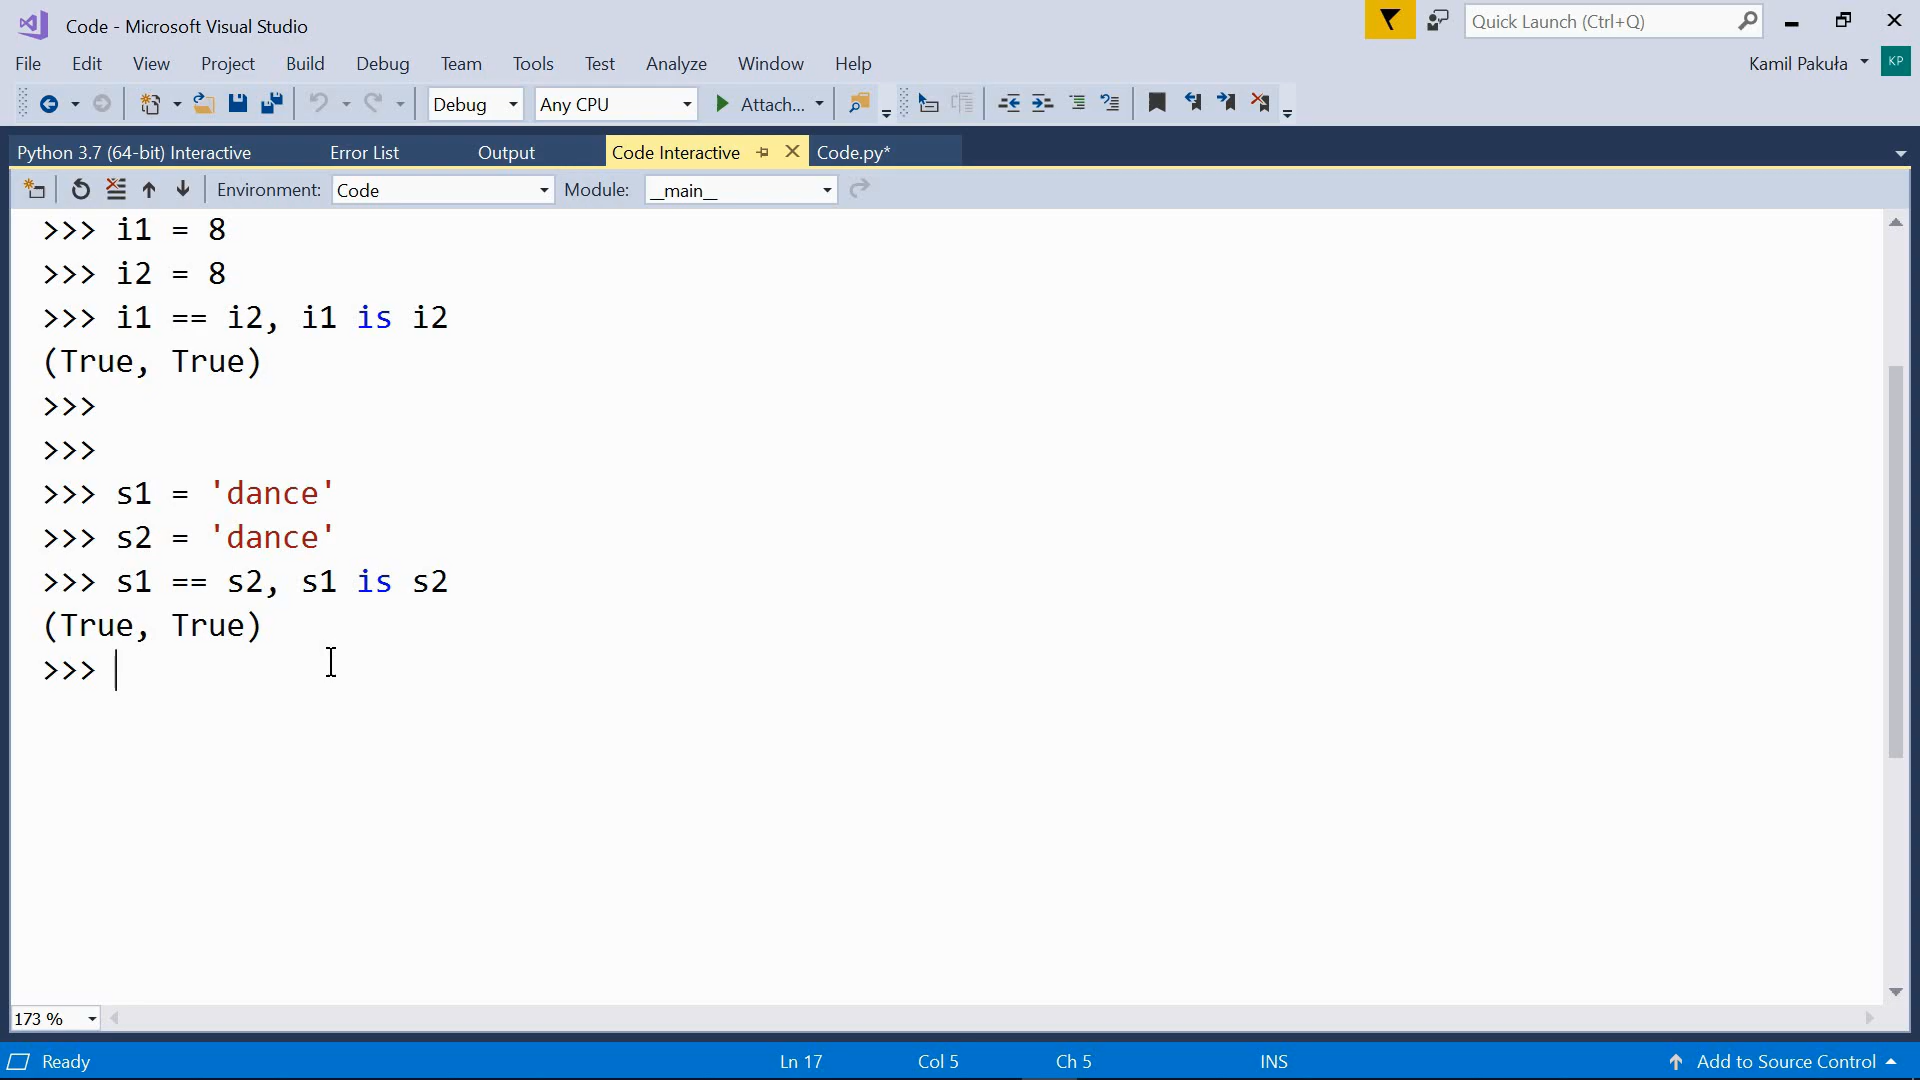 Code - Microsoft Visual Studio
Quick Launch (Ctrl+Q)
File Edit View Project Build Debug Team Tools Test Analyze Window Help
Kamil Pakuła KP
Debug Any CPU Attach...
Python 3.7 (64-bit) Interactive Error List Output Code Interactive Code.py*
Environment: Code Module: __main__
>>> i1 = 8
>>> i2 = 8
>>> i1 == i2, i1 is i2
(True, True)
>>>
>>>
>>> s1 = 'dance'
>>> s2 = 'dance'
>>> s1 == s2, s1 is s2
(True, True)
>>>
173 %
Ready Ln 17 Col 5 Ch 5 INS Add to Source Control